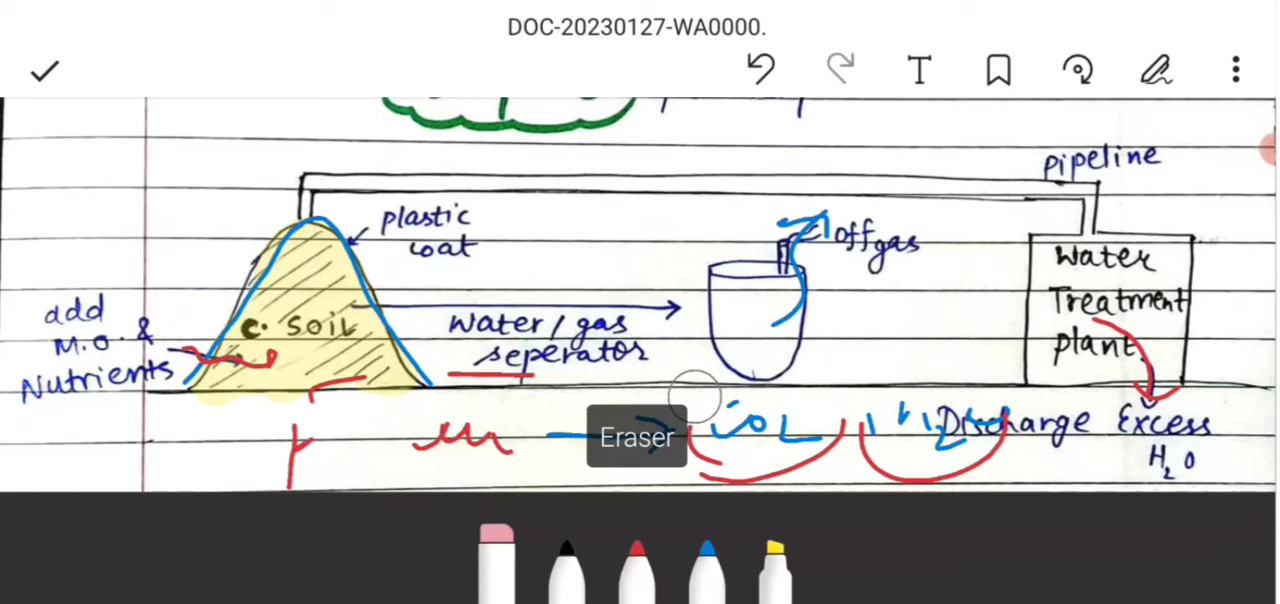 DOC-20230127-WA0000.
T
pipeline
plastic
coat
off gas
Water
Treatment
plant
add
M.O. &
Nutrients
C. SOIL
Water / gas
seperator
Discharge Excess
H2O
Eraser